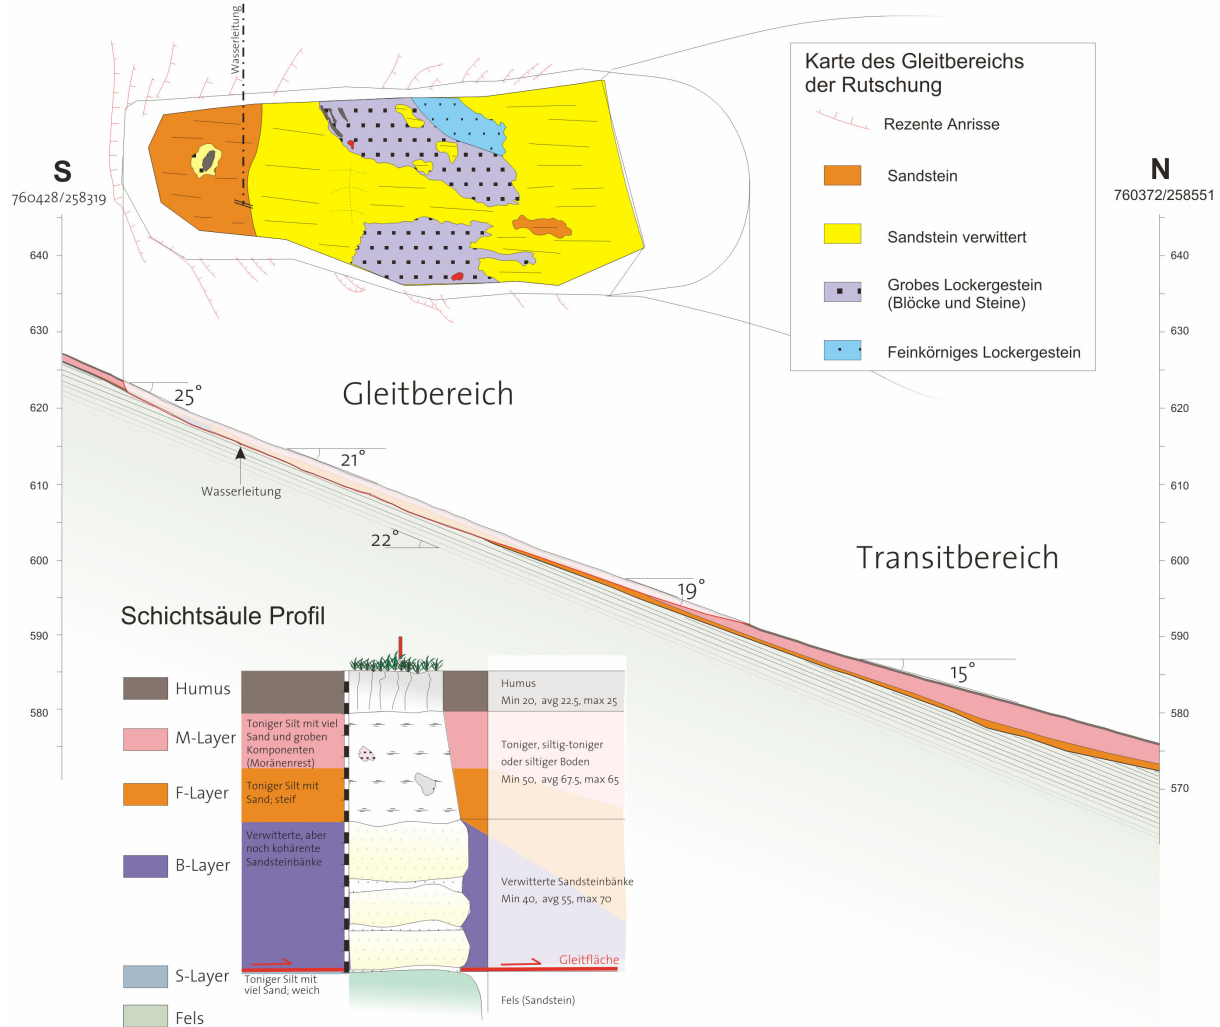 Wasserleitung
Karte des Gleitbereichs
der Rutschung
Rezente Anrisse
Sandstein
Sandstein verwittert
Grobes Lockergestein
(Blöcke und Steine)
Feinkörniges Lockergestein
S
760428/258319
N
760372/258551
640
630
620
610
600
590
580
640
630
620
610
600
590
580
570
25°
Gleitbereich
21°
Wasserleitung
22°
Transitbereich
19°
15°
Schichtsäule Profil
Humus
M-Layer
F-Layer
B-Layer
S-Layer
Fels
Toniger Silt mit viel
Sand und groben
Komponenten
(Moränenrest)
Toniger Silt mit
Sand; steif
Verwitterte, aber
noch kohärente
Sandsteinbänke
Toniger Silt mit
viel Sand; weich
Humus
Min 20, avg 22.5, max 25
Toniger, siltig-toniger
oder siltiger Boden
Min 50, avg 67.5, max 65
Verwitterte Sandsteinbänke
Min 40, avg 55, max 70
Gleitfläche
Fels (Sandstein)